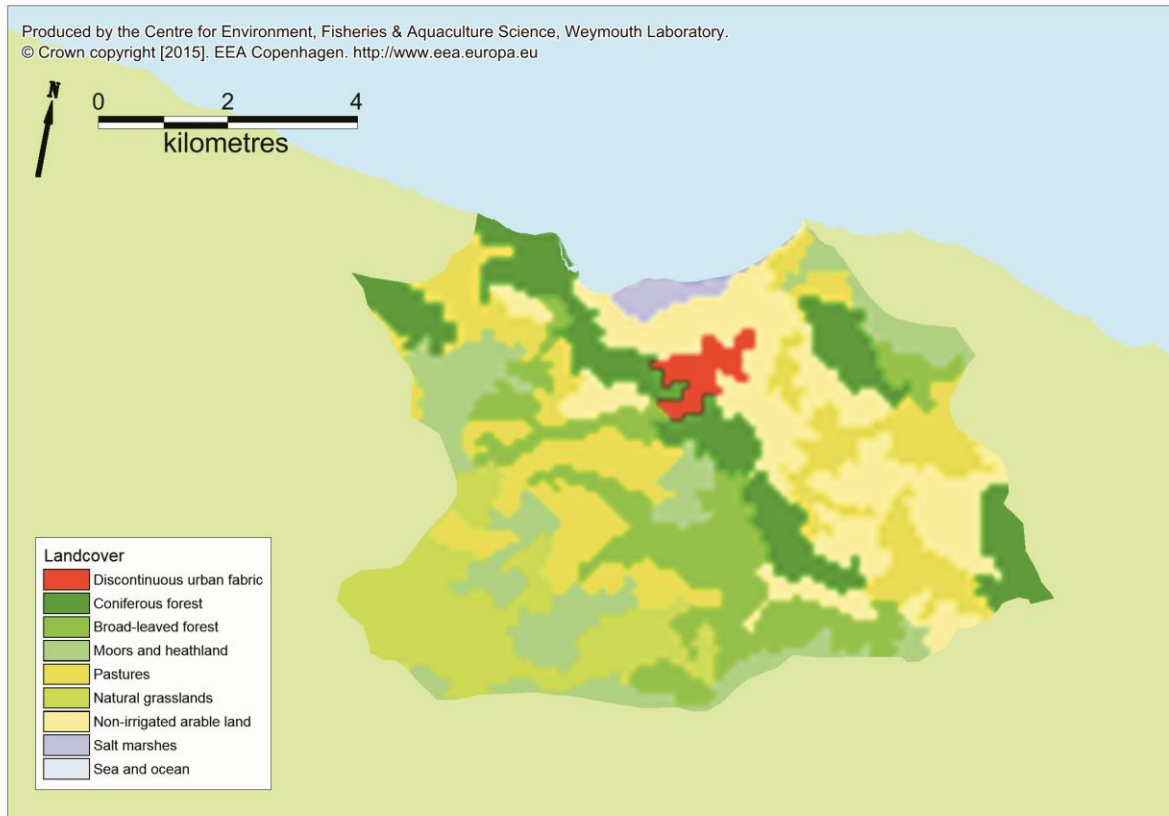 Produced by the Centre for Environment, Fisheries & Aquaculture Science, Weymouth Laboratory.
© Crown copyright [2015]. EEA Copenhagen. http://www.eea.europa.eu
N
0 2 4
kilometres
Landcover
Discontinuous urban fabric
Coniferous forest
Broad-leaved forest
Moors and heathland
Pastures
Natural grasslands
Non-irrigated arable land
Salt marshes
Sea and ocean